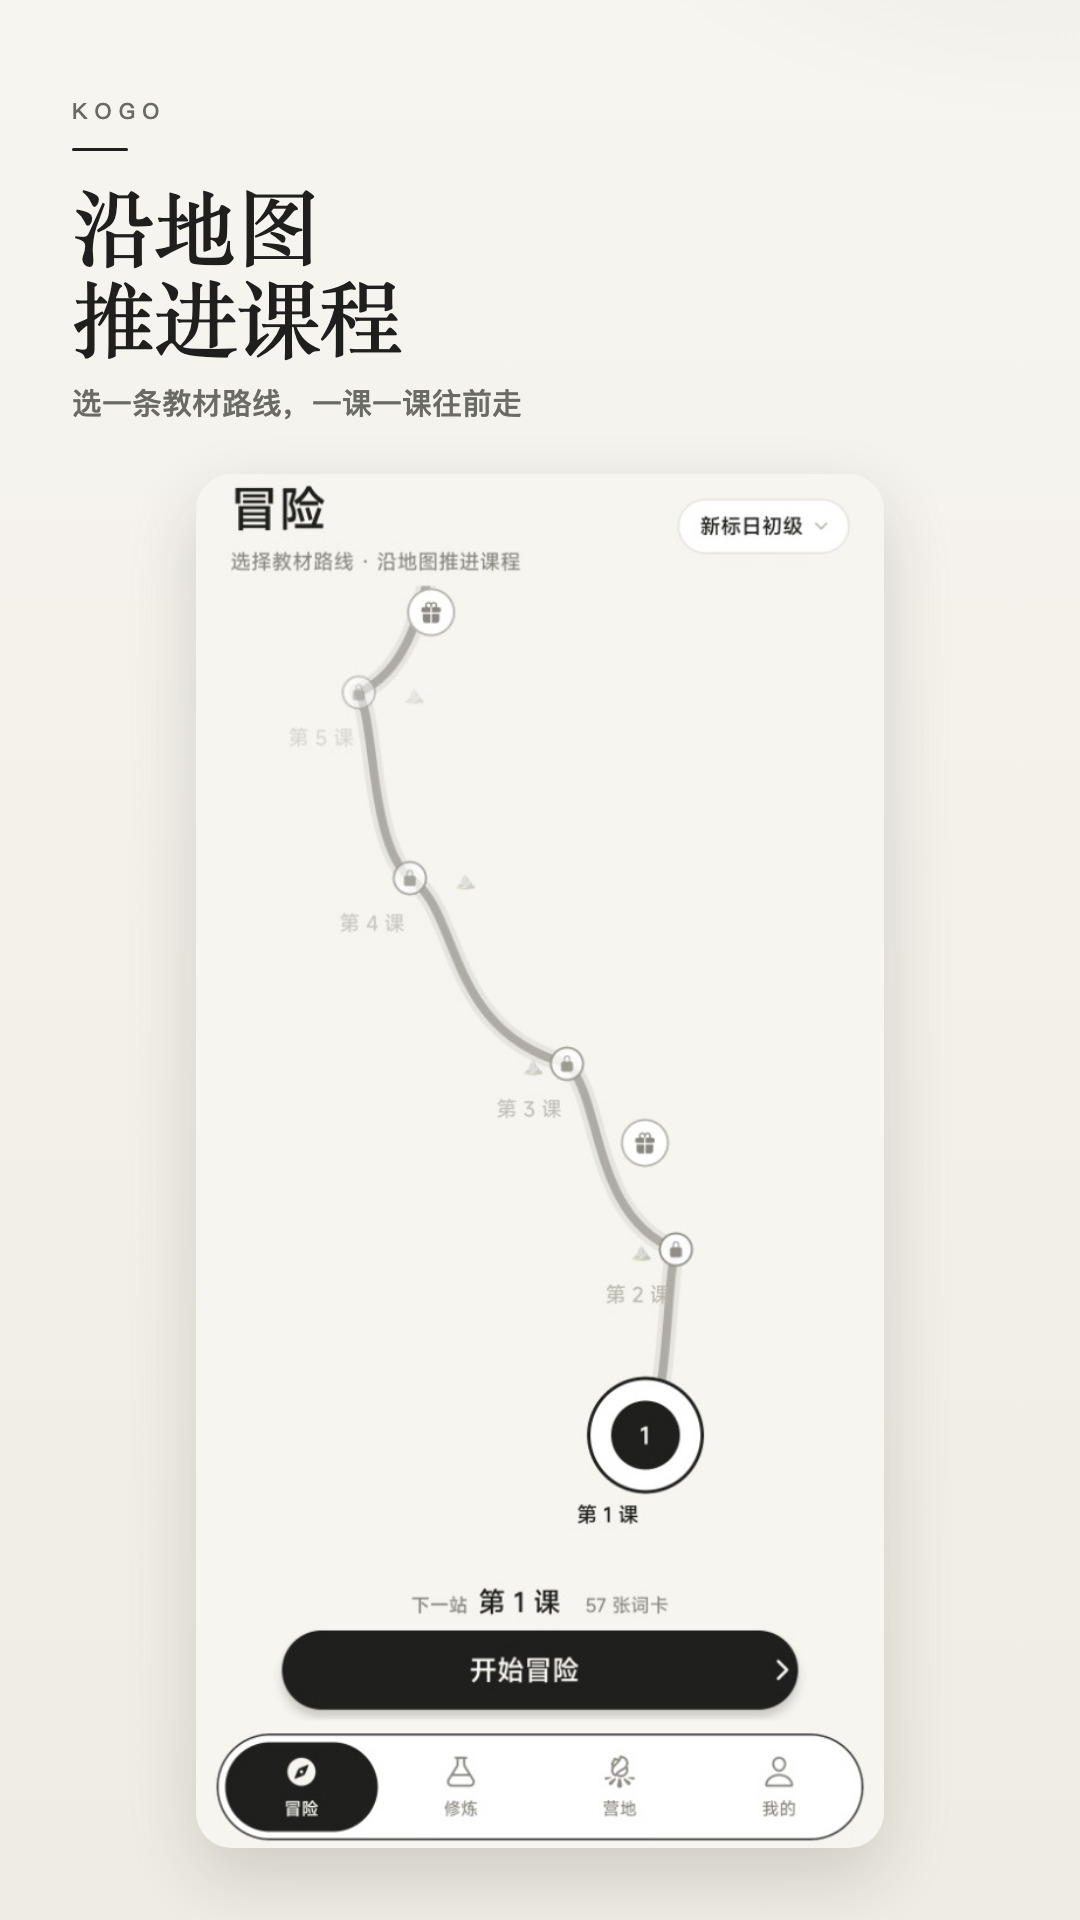 KOGO
沿地图
推进课程
选一条教材路线，一课一课往前走
冒险
新标日初级
选择教材路线 · 沿地图推进课程
第 5 课
第 4 课
第 3 课
第 2 课
1
第 1 课
下一站 第 1 课 57 张词卡
开始冒险
冒险 修炼 营地 我的